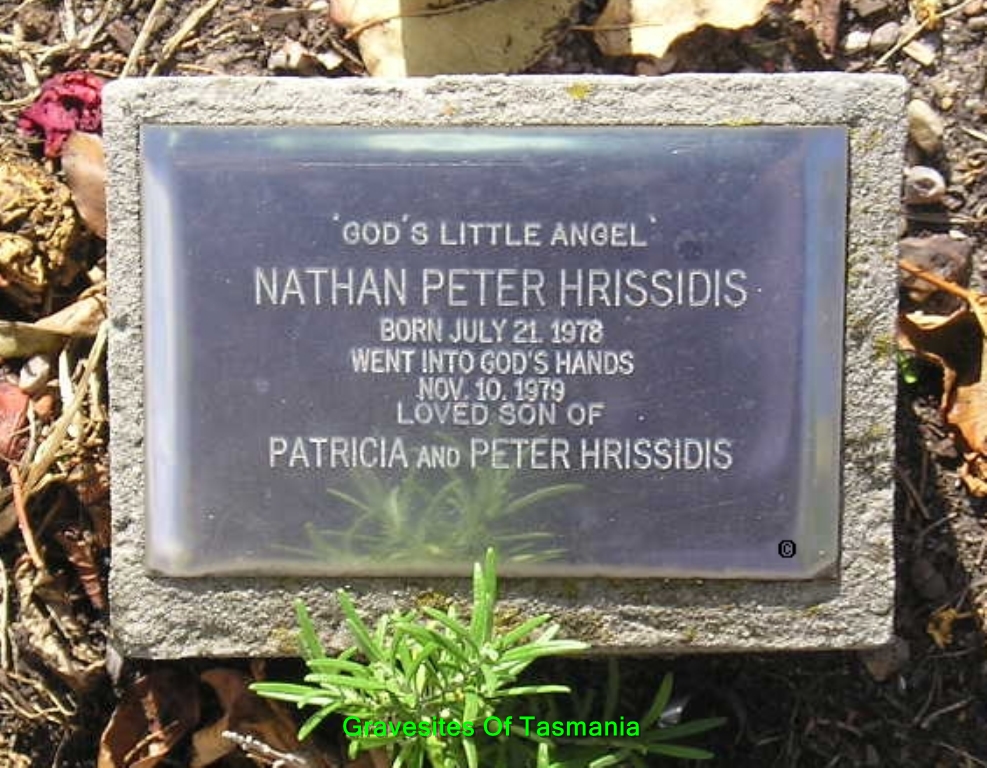 'GOD'S LITTLE ANGEL'
NATHAN PETER HRISSIDIS
BORN JULY 21. 1978
WENT INTO GOD'S HANDS
NOV. 10. 1979
LOVED SON OF
PATRICIA AND PETER HRISSIDIS
©
Gravesites Of Tasmania